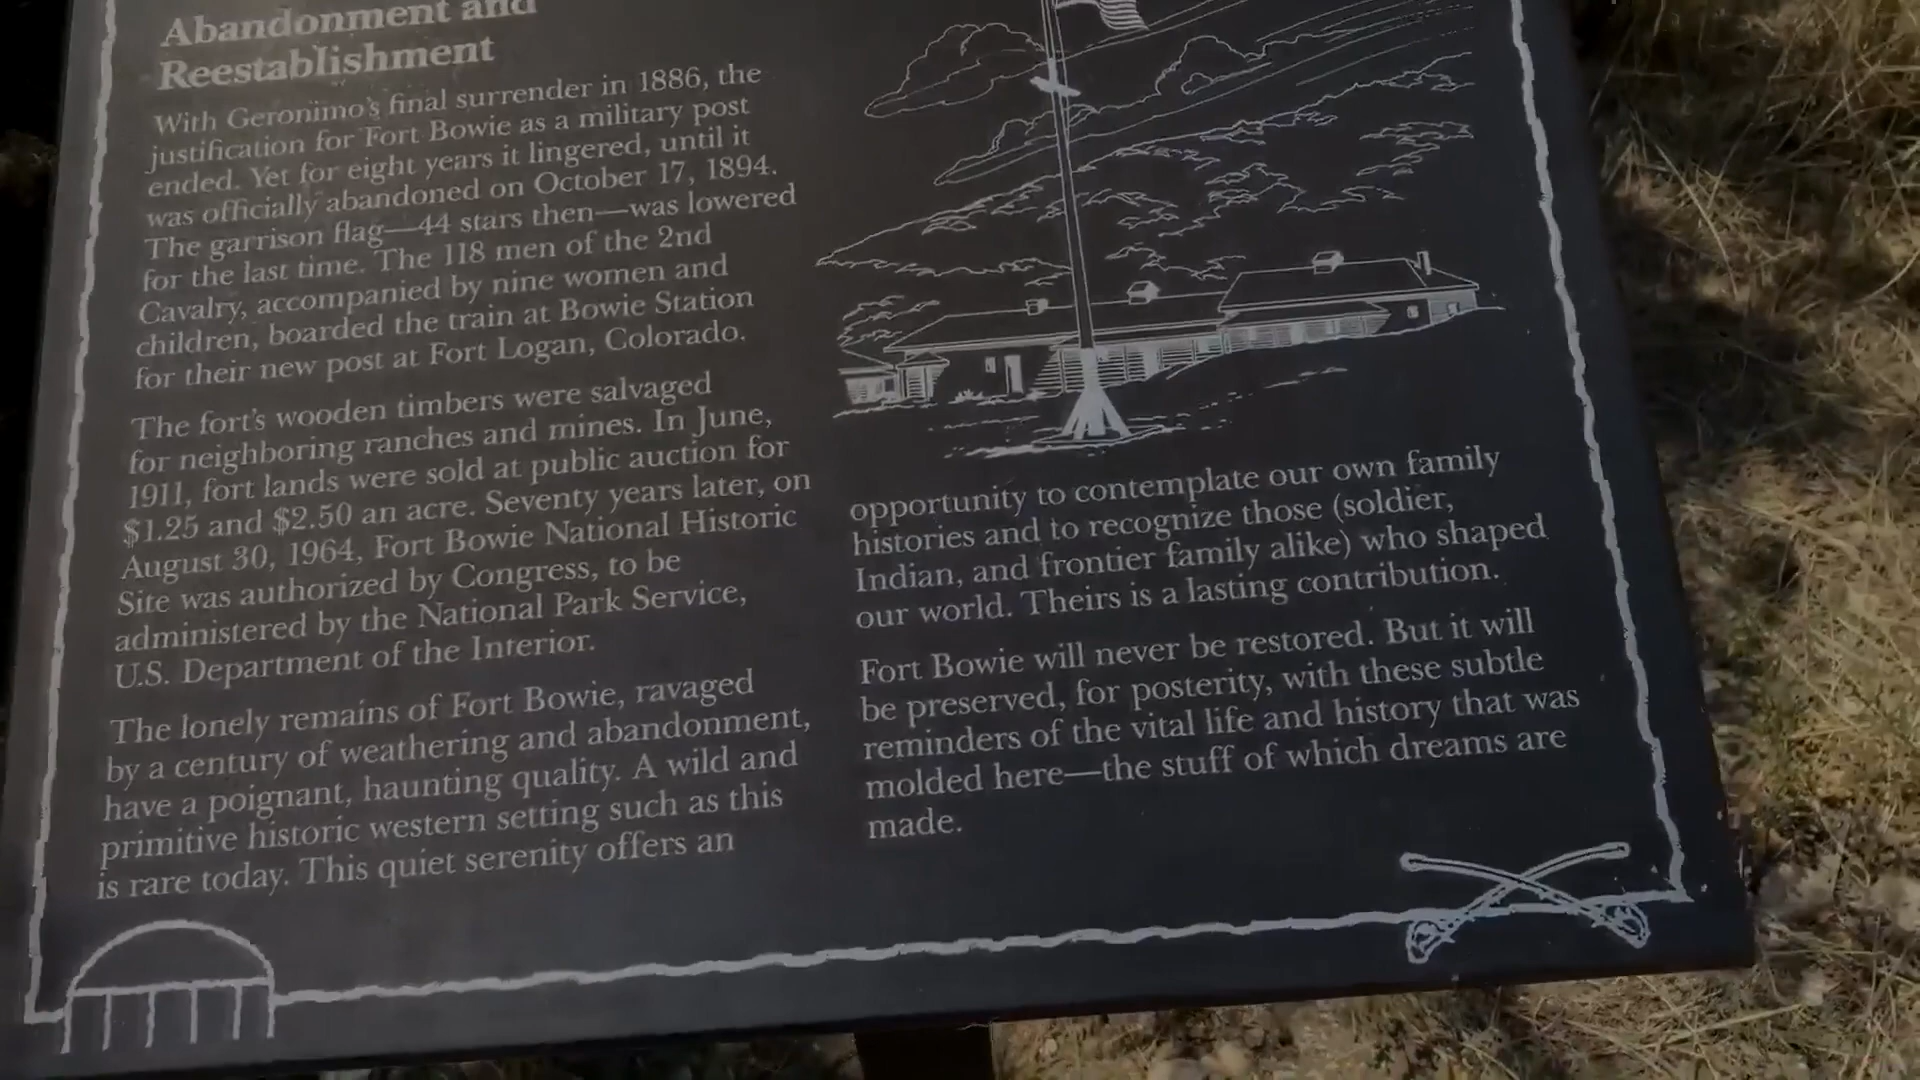 Abandonment and
Reestablishment
With Geronimo's final surrender in 1886, the
justification for Fort Bowie as a military post
ended. Yet for eight years it lingered, until it
was officially abandoned on October 17, 1894.
The garrison flag—44 stars then—was lowered
for the last time. The 118 men of the 2nd
Cavalry, accompanied by nine women and
children, boarded the train at Bowie Station
for their new post at Fort Logan, Colorado.
The fort's wooden timbers were salvaged
for neighboring ranches and mines. In June,
1911, fort lands were sold at public auction for
$1.25 and $2.50 an acre. Seventy years later, on
August 30, 1964, Fort Bowie National Historic
Site was authorized by Congress, to be
administered by the National Park Service,
U.S. Department of the Interior.
The lonely remains of Fort Bowie, ravaged
by a century of weathering and abandonment,
have a poignant, haunting quality. A wild and
primitive historic western setting such as this
is rare today. This quiet serenity offers an
opportunity to contemplate our own family
histories and to recognize those (soldier,
Indian, and frontier family alike) who shaped
our world. Theirs is a lasting contribution.
Fort Bowie will never be restored. But it will
be preserved, for posterity, with these subtle
reminders of the vital life and history that was
molded here—the stuff of which dreams are
made.